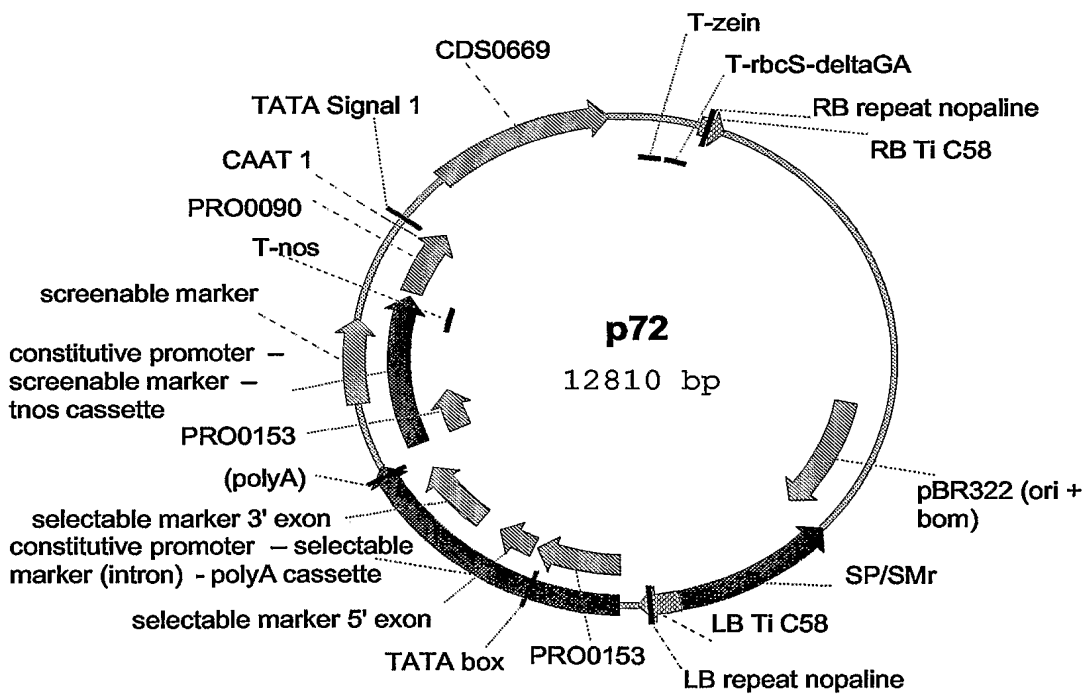 T-zein
CDS0669
T-rbcS-deltaGA
TATA Signal 1
RB repeat nopaline
CAAT 1
RB Ti C58
PRO0090
T-nos
screenable marker
p72
constitutive promoter –
screenable marker –
tnos cassette
12810 bp
PRO0153
(polyA)
pBR322 (ori +
bom)
selectable marker 3' exon
constitutive promoter – selectable
marker (intron) - polyA cassette
SP/SMr
selectable marker 5' exon
LB Ti C58
TATA box
PRO0153
LB repeat nopaline